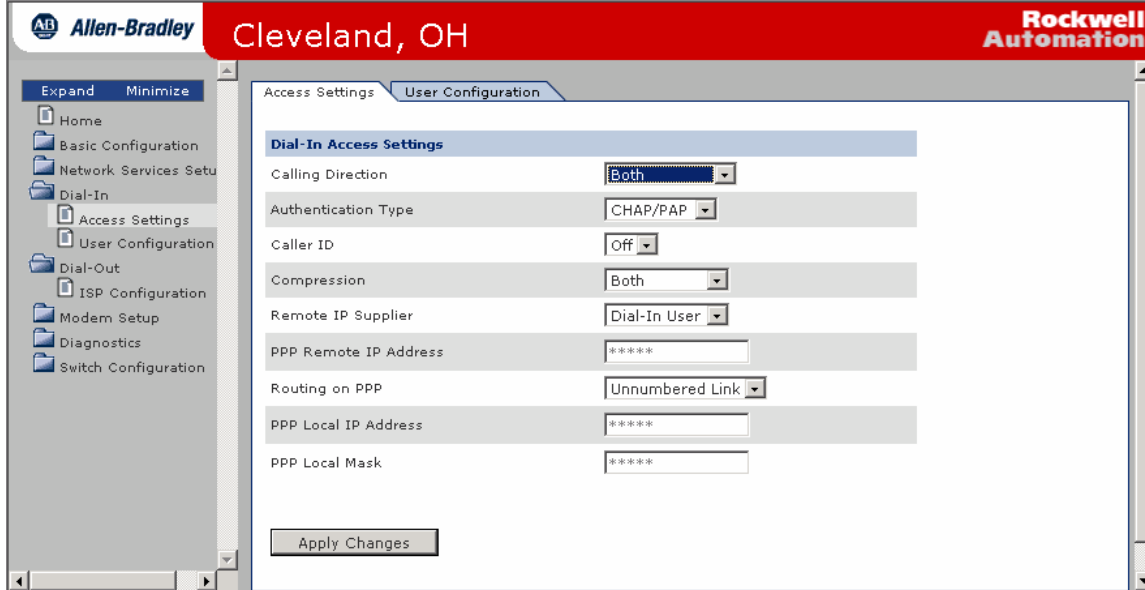 AB Allen-Bradley
Cleveland, OH
Rockwell
Automation
Expand Minimize
Home
Basic Configuration
Network Services Setu
Dial-In
Access Settings
User Configuration
Dial-Out
ISP Configuration
Modem Setup
Diagnostics
Switch Configuration
Access Settings User Configuration
Dial-In Access Settings
Calling Direction Both
Authentication Type CHAP/PAP
Caller ID Off
Compression Both
Remote IP Supplier Dial-In User
PPP Remote IP Address *****
Routing on PPP Unnumbered Link
PPP Local IP Address *****
PPP Local Mask *****
Apply Changes